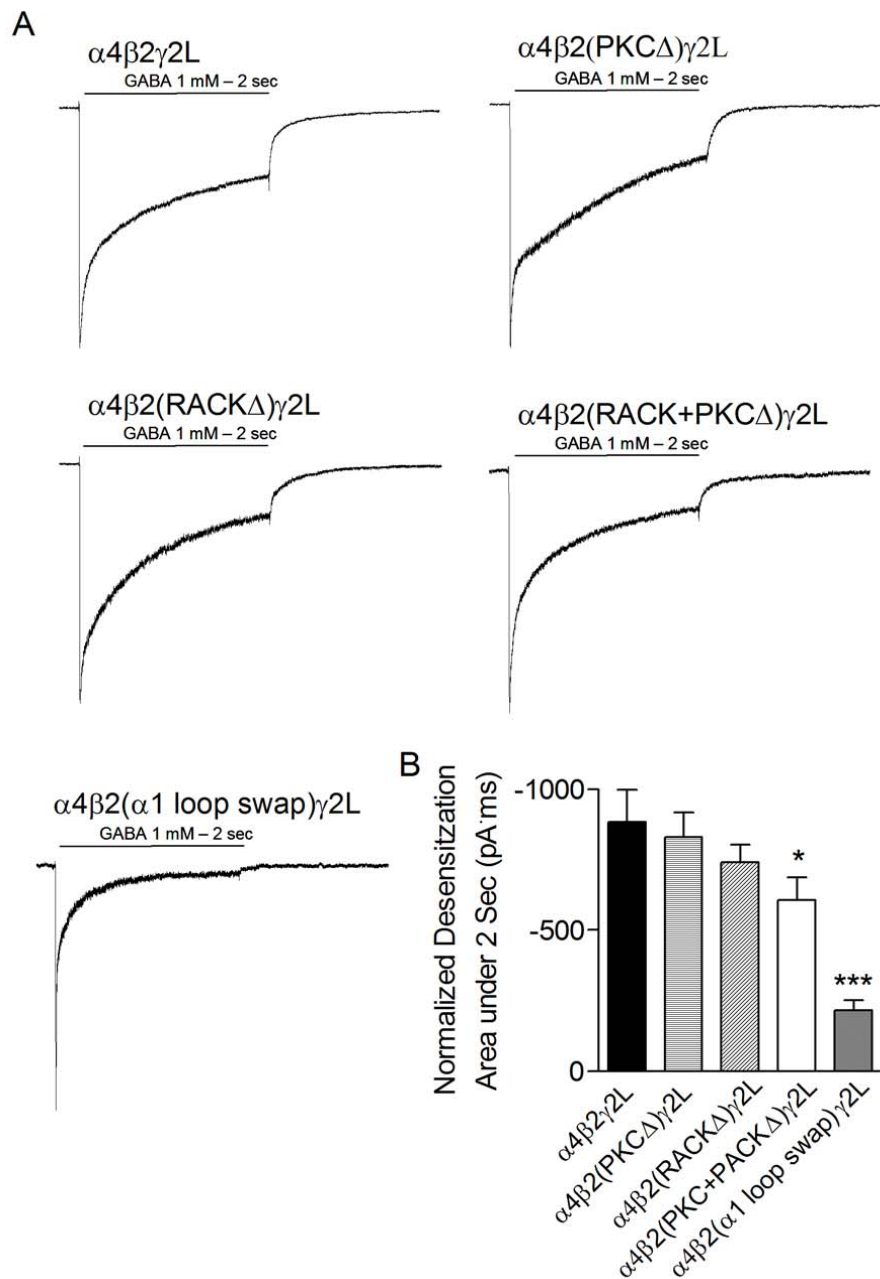 A
α4β2γ2L
GABA 1 mM – 2 sec
α4β2(PKCΔ)γ2L
GABA 1 mM – 2 sec
α4β2(RACKΔ)γ2L
GABA 1 mM – 2 sec
α4β2(RACK+PKCΔ)γ2L
GABA 1 mM – 2 sec
α4β2(α1 loop swap)γ2L
GABA 1 mM – 2 sec
B
Normalized Desensitzation
Area under 2 Sec (pA·ms)
-1000
-500
0
*
***
α4β2γ2L
α4β2(PKCΔ)γ2L
α4β2(RACKΔ)γ2L
α4β2(PKC+PACKΔ)γ2L
α4β2(α1 loop swap)γ2L